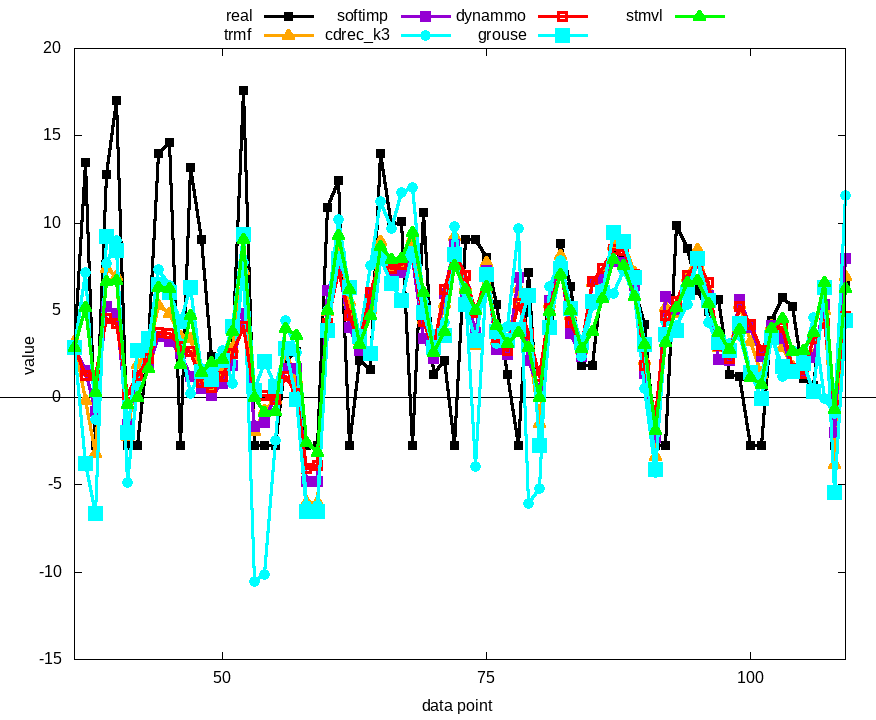 real softimp dynammo stmvl
trmf cdrec_k3 grouse
20
15
10
5
0
-5
-10
-15
value
50 75 100
data point